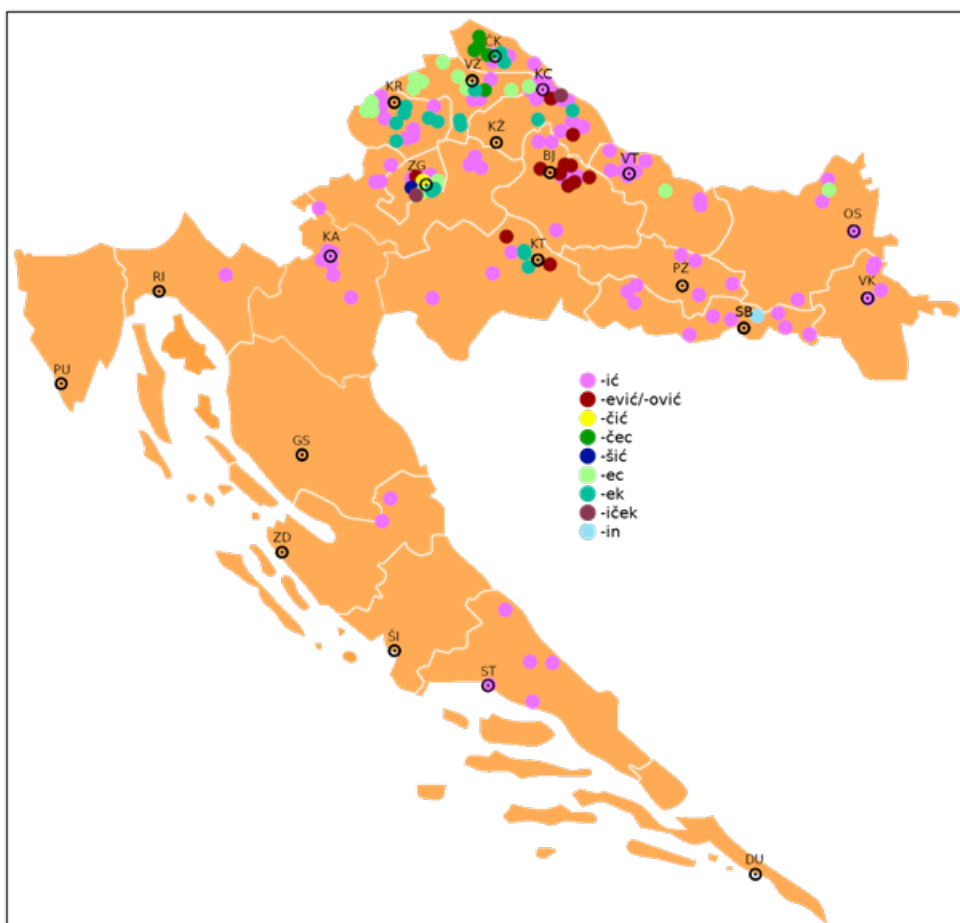 ČK
VŽ
KC
KR
KŽ
BJ
VT
ZG
OS
KA
KT
RI
PŽ
VK
SB
PU
-ić
-ević/-ović
-čić
-čec
-šić
-ec
-ek
-iček
-in
GS
ZD
ŠI
ST
DU